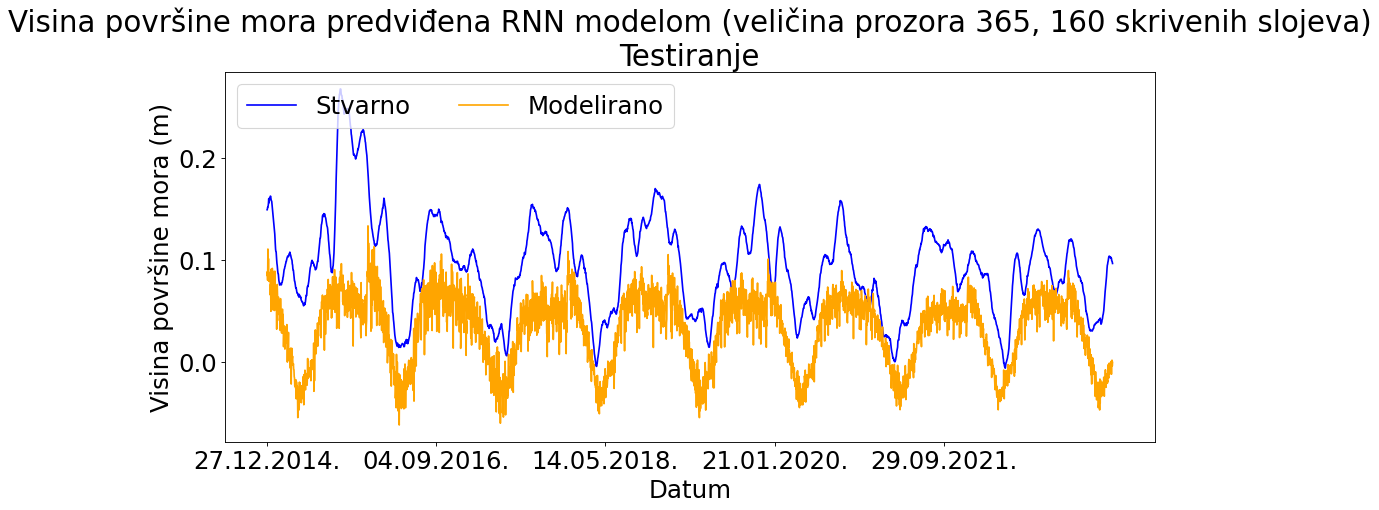 Visina površine mora predviđena RNN modelom (veličina prozora 365, 160 skrivenih slojeva)
Testiranje
Stvarno
Modelirano
Visina površine mora (m)
0.2
0.1
0.0
27.12.2014.
04.09.2016.
14.05.2018.
21.01.2020.
29.09.2021.
Datum